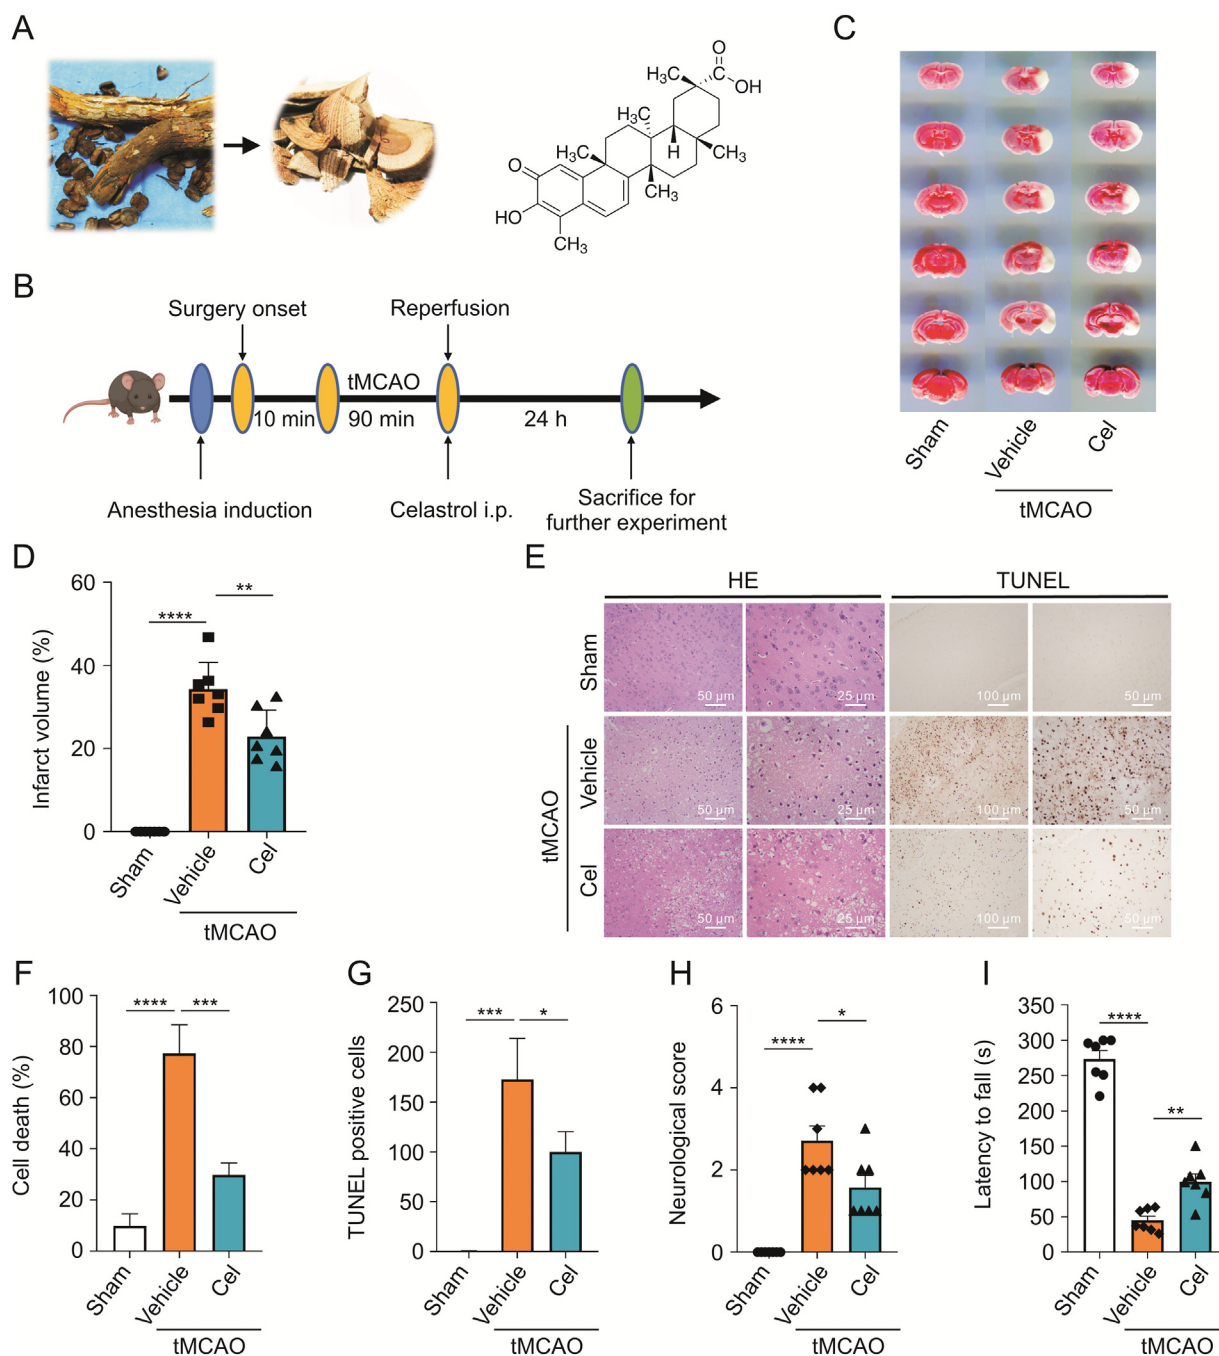 A
H₃C
O
OH
CH₃
CH₃
CH₃
H
CH₃
CH₃
O
HO
CH₃
B
Surgery onset
Reperfusion
tMCAO
10 min
90 min
24 h
Anesthesia induction
Celastrol i.p.
Sacrifice for
further experiment
C
Sham
Vehicle
Cel
tMCAO
D
Infarct volume (%)
60
40
20
0
****
**
Sham
Vehicle
Cel
tMCAO
E
HE
TUNEL
Sham
50 µm
25 µm
100 µm
50 µm
tMCAO
Vehicle
50 µm
25 µm
100 µm
50 µm
Cel
50 µm
25 µm
100 µm
50 µm
F
Cell death (%)
100
80
60
40
20
0
****
***
Sham
Vehicle
Cel
tMCAO
G
TUNEL positive cells
250
200
150
100
50
0
***
*
Sham
Vehicle
Cel
tMCAO
H
Neurological score
6
4
2
0
****
*
Sham
Vehicle
Cel
tMCAO
I
Latency to fall (s)
350
300
250
200
150
100
50
0
****
**
Sham
Vehicle
Cel
tMCAO